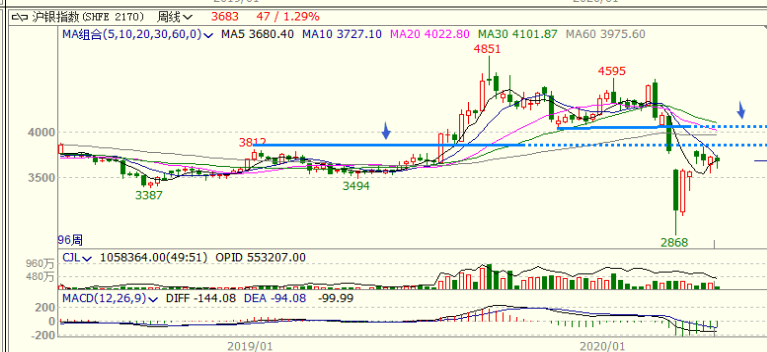 2019/01 2020/01
沪银指数(SHFE 2170) 周线 3683 47 / 1.29%
MA组合(5,10,20,30,60,0) MA5 3680.40 MA10 3727.10 MA20 4022.80 MA30 4101.87 MA60 3975.60
4851
4595
4000
3812
3500
3387
3494
2868
96周
CJL 1058364.00(49:51) OPID 553207.00
960万
480万
MACD(12,26,9) DIFF -144.08 DEA -94.08 -99.99
200
0
-200
2019/01 2020/01